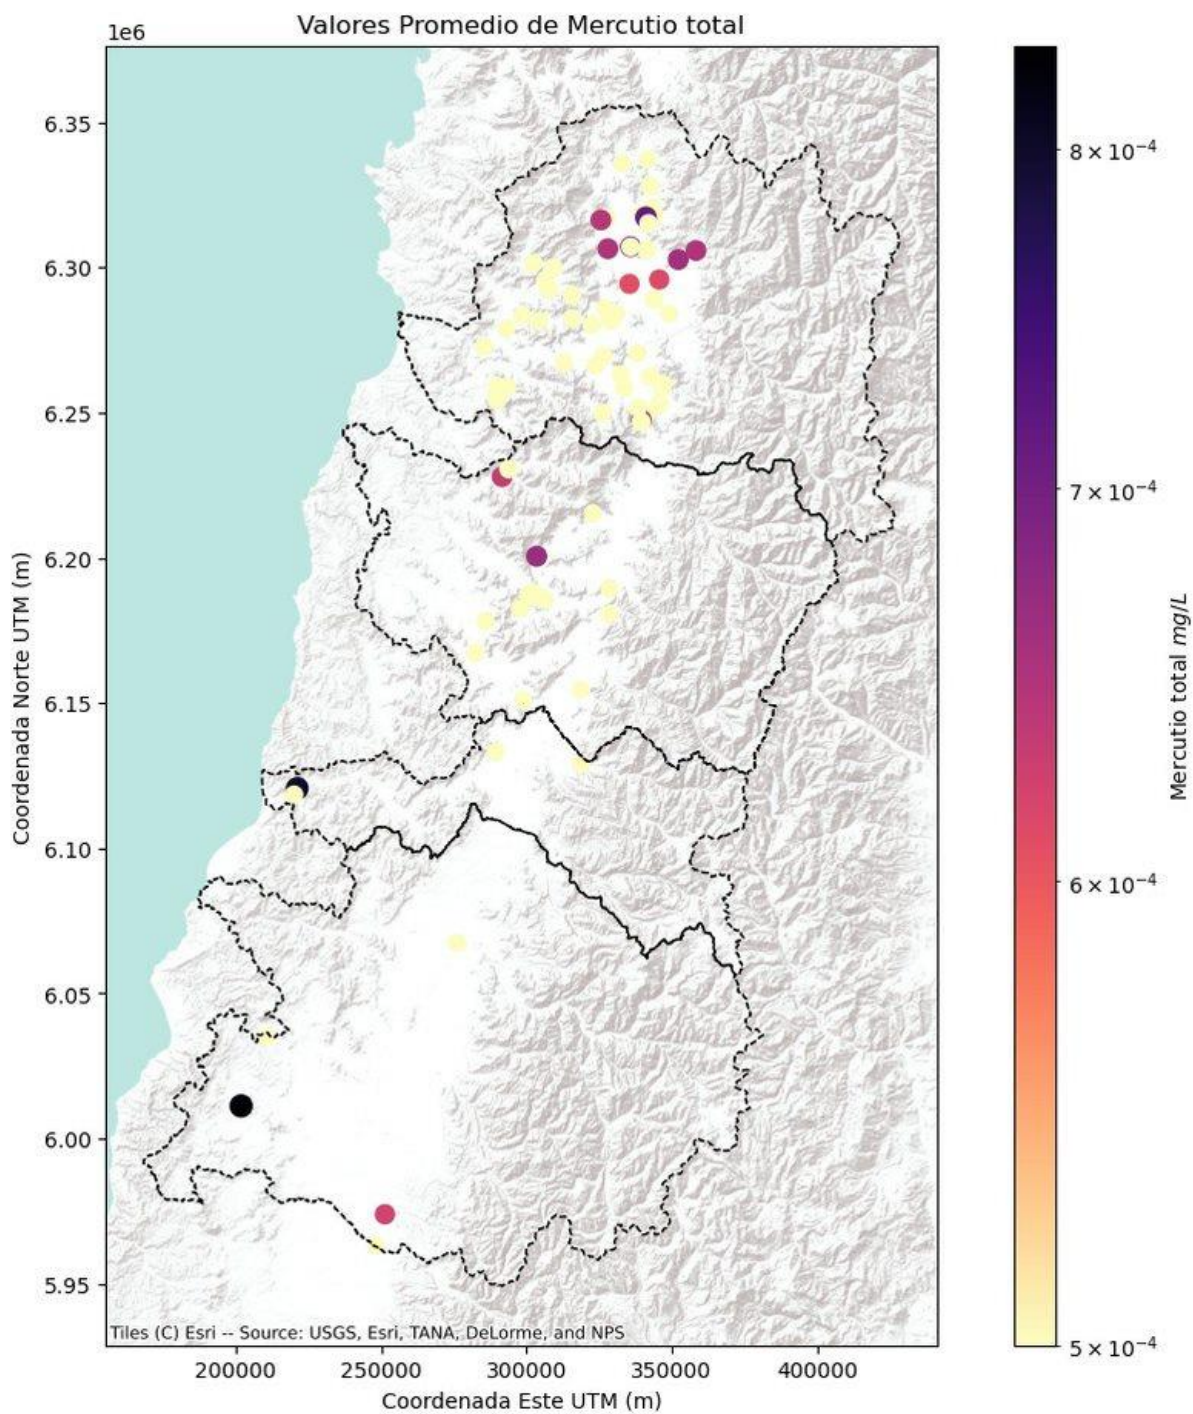 Valores Promedio de Mercutio total
1e6
6.35
6.30
6.25
6.20
6.15
6.10
6.05
6.00
5.95
Coordenada Norte UTM (m)
200000 250000 300000 350000 400000
Coordenada Este UTM (m)
Tiles (C) Esri -- Source: USGS, Esri, TANA, DeLorme, and NPS
8 × 10⁻⁴
7 × 10⁻⁴
6 × 10⁻⁴
5 × 10⁻⁴
Mercutio total mg/L